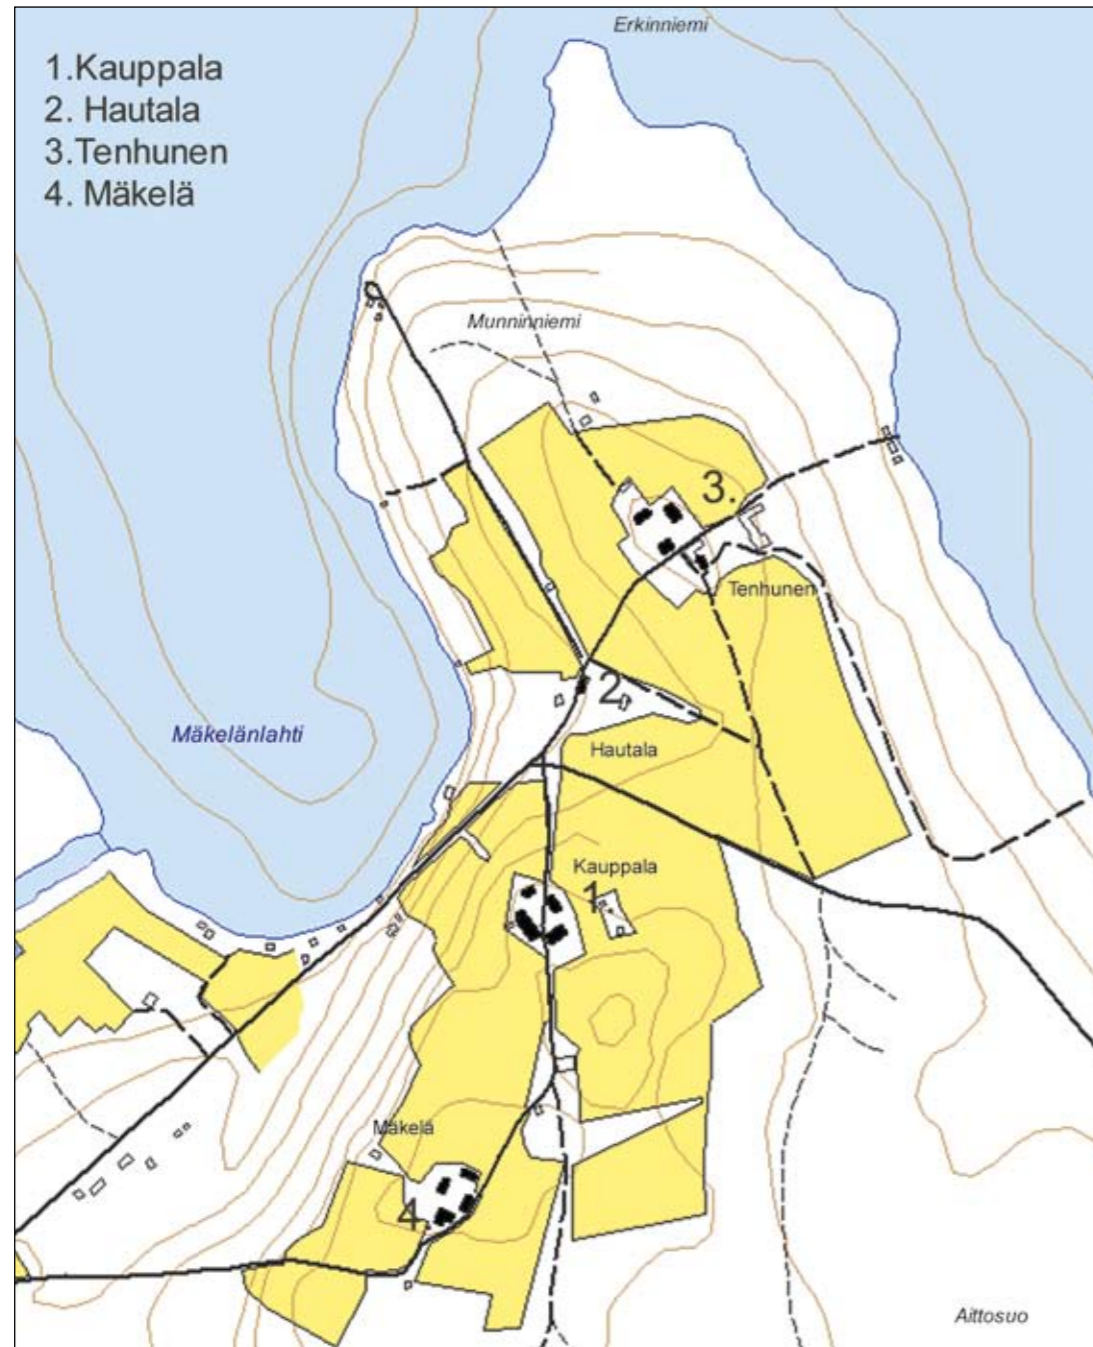 Erkinniemi
1.Kauppala
2. Hautala
3.Tenhunen
4. Mäkelä
Munninniemi
3.
Tenhunen
2
Mäkelänlahti
Hautala
Kauppala
1
Mäkelä
4
Aittosuo